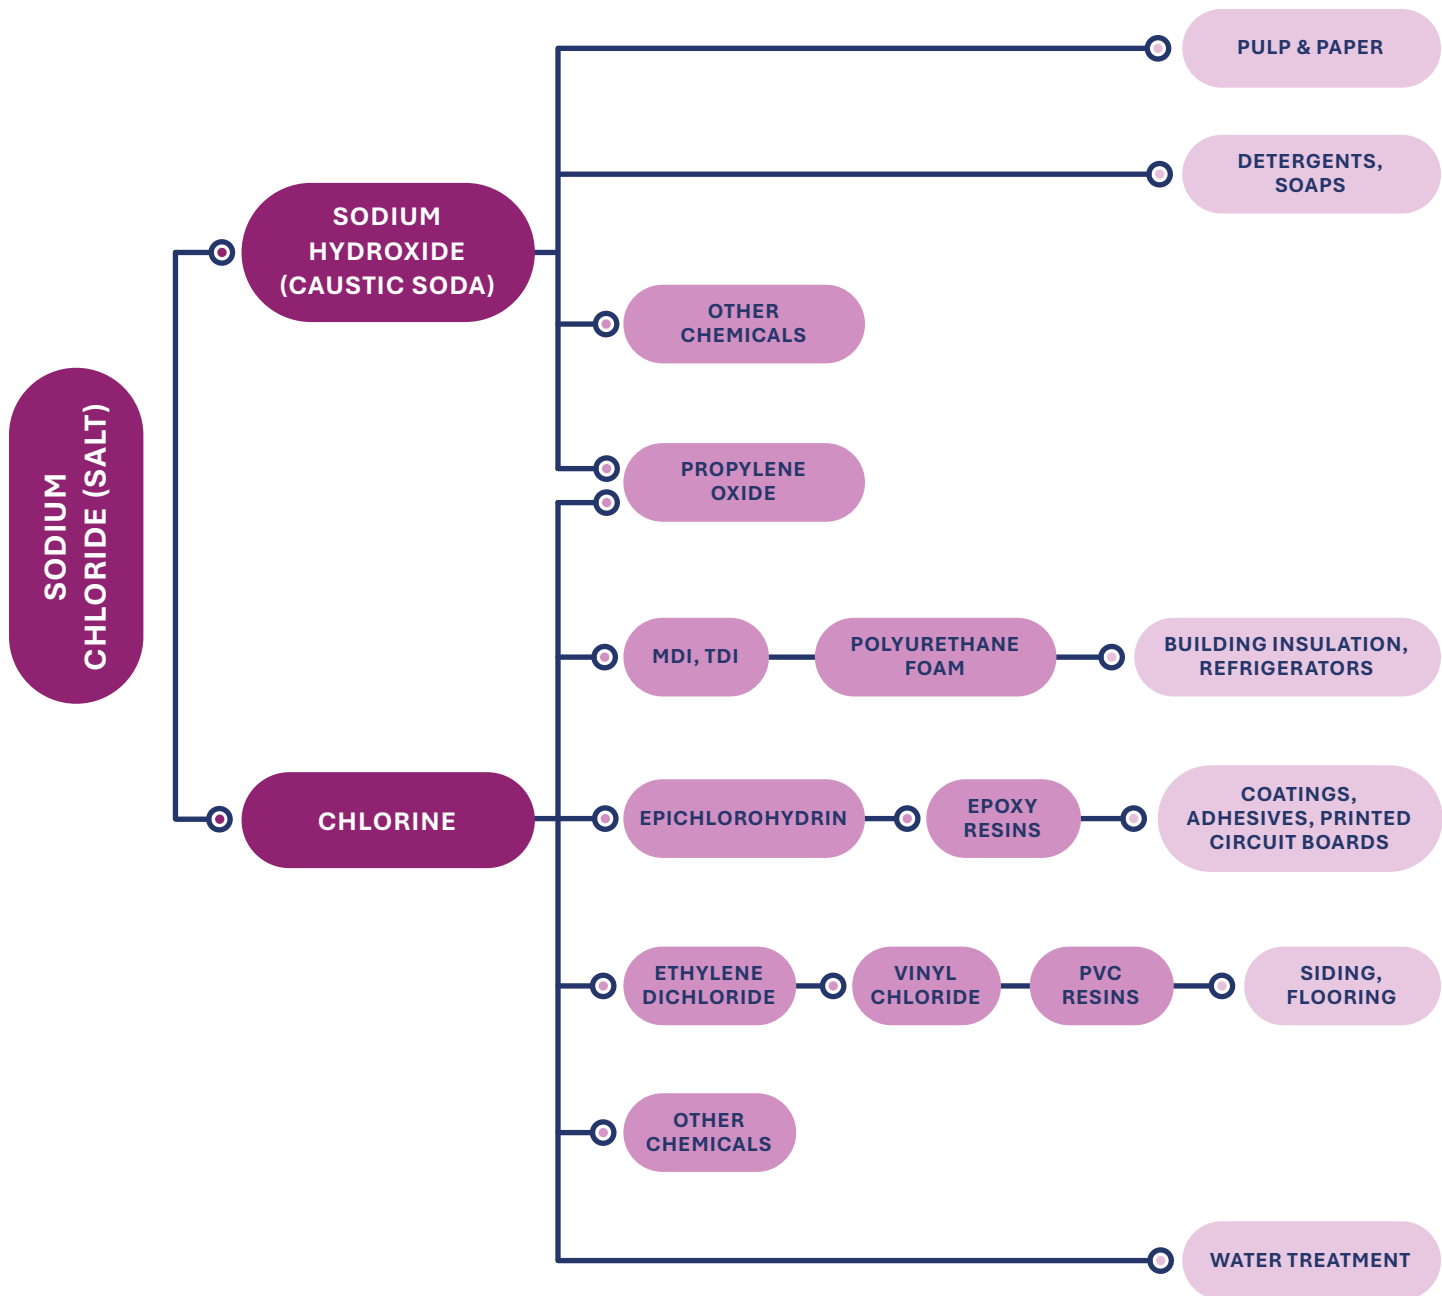 SODIUM
CHLORIDE (SALT)
SODIUM
HYDROXIDE
(CAUSTIC SODA)
PULP & PAPER
DETERGENTS,
SOAPS
OTHER
CHEMICALS
PROPYLENE
OXIDE
CHLORINE
MDI, TDI
POLYURETHANE
FOAM
BUILDING INSULATION,
REFRIGERATORS
EPICHLOROHYDRIN
EPOXY
RESINS
COATINGS,
ADHESIVES, PRINTED
CIRCUIT BOARDS
ETHYLENE
DICHLORIDE
VINYL
CHLORIDE
PVC
RESINS
SIDING,
FLOORING
OTHER
CHEMICALS
WATER TREATMENT